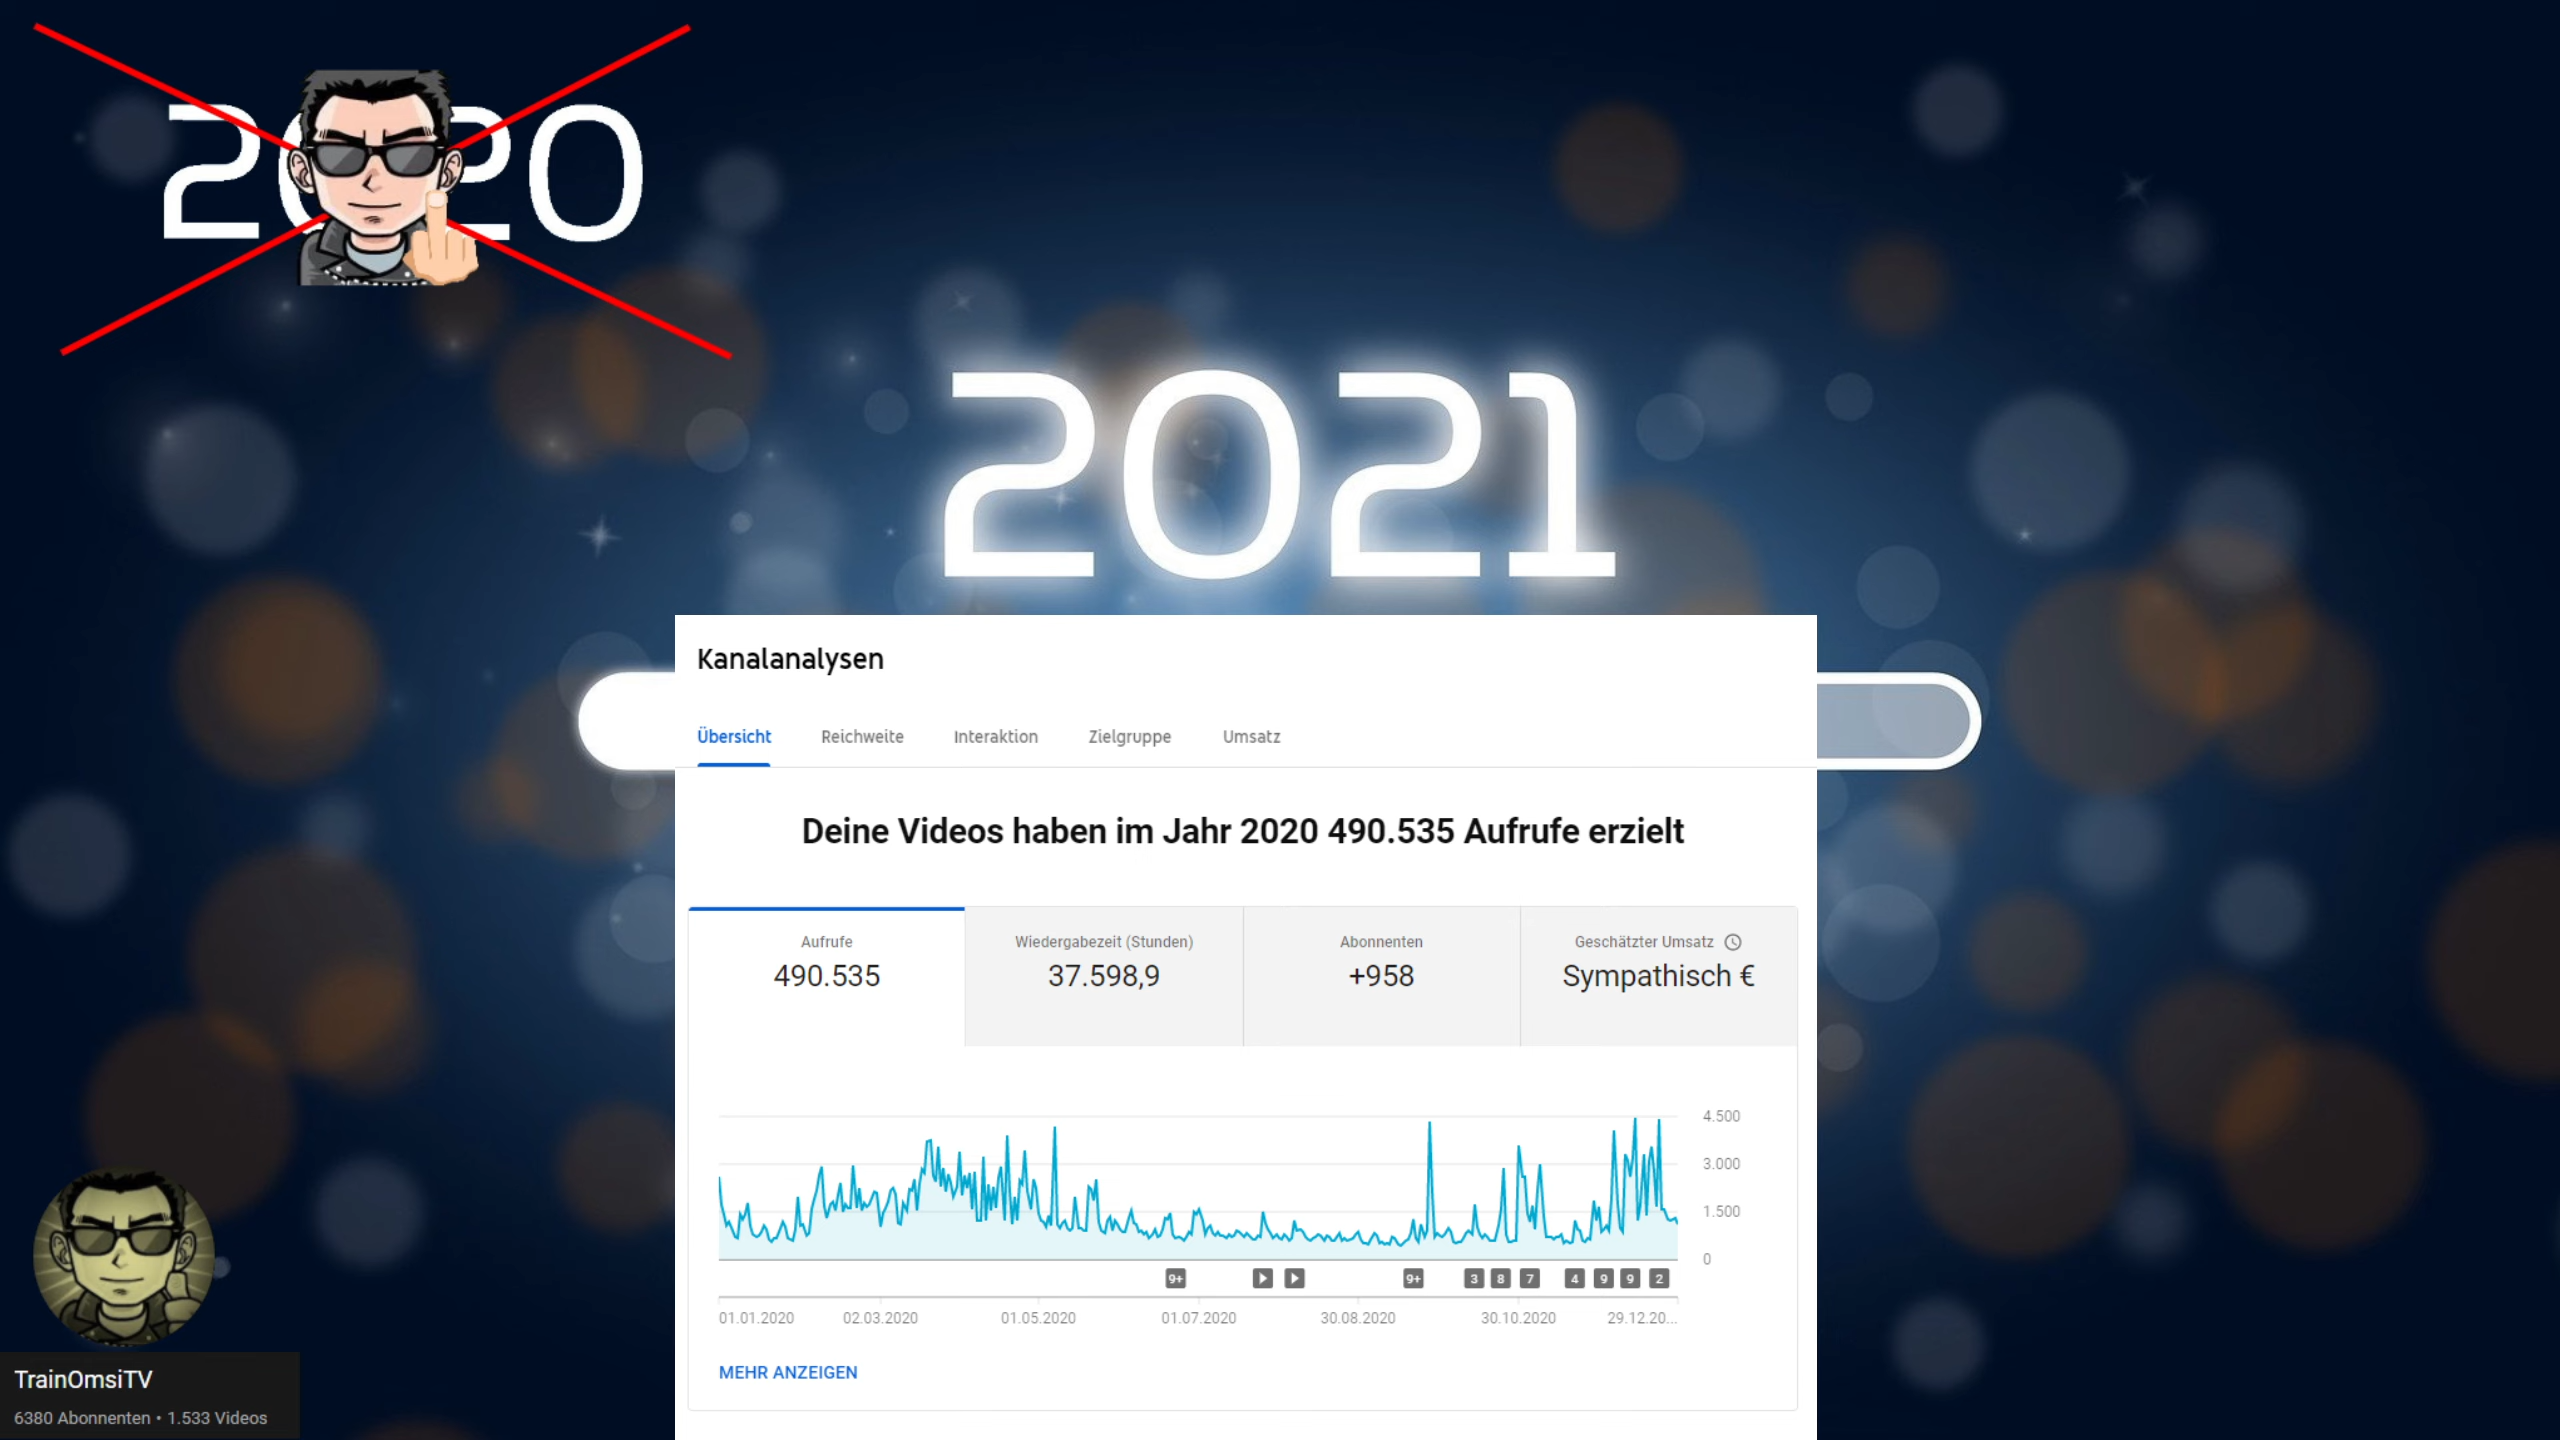 2020
2021
Kanalanalysen
Übersicht Reichweite Interaktion Zielgruppe Umsatz
Deine Videos haben im Jahr 2020 490.535 Aufrufe erzielt
Aufrufe Wiedergabezeit (Stunden) Abonnenten Geschätzter Umsatz
490.535 37.598,9 +958 Sympathisch €
4.500
3.000
1.500
0
9+ 9+ 3 8 7 4 9 9 2
01.01.2020 02.03.2020 01.05.2020 01.07.2020 30.08.2020 30.10.2020 29.12.20...
MEHR ANZEIGEN
TrainOmsiTV
6380 Abonnenten • 1.533 Videos